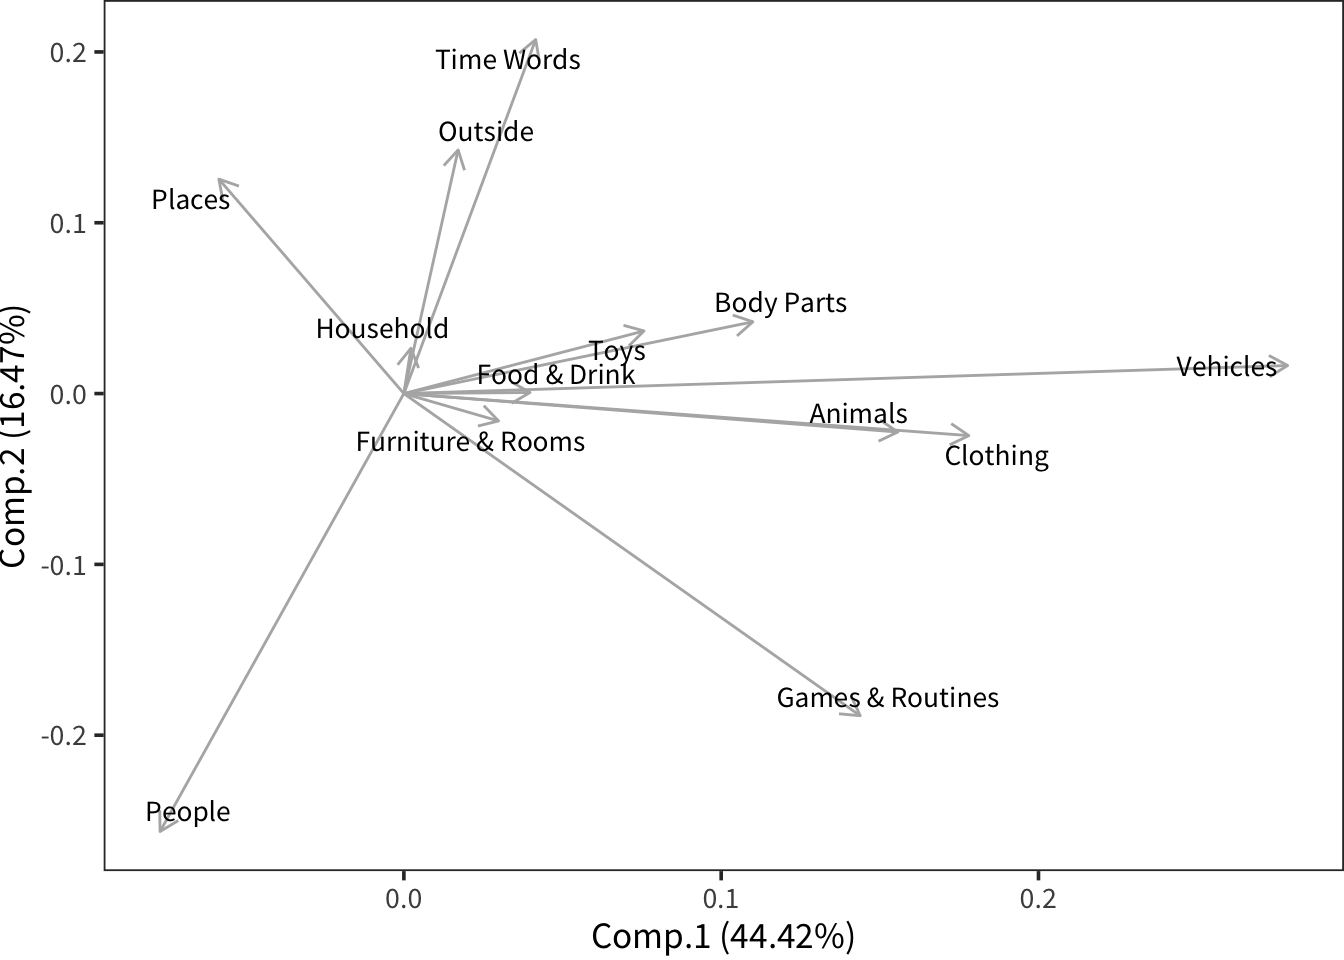 0.2
Time Words
Outside
Places
0.1
Body Parts
Household
Toys
Vehicles
Food & Drink
0.0
Animals
Furniture & Rooms
Clothing
-0.1
Games & Routines
-0.2
People
0.0
0.1
0.2
Comp.1 (44.42%)
Comp.2 (16.47%)